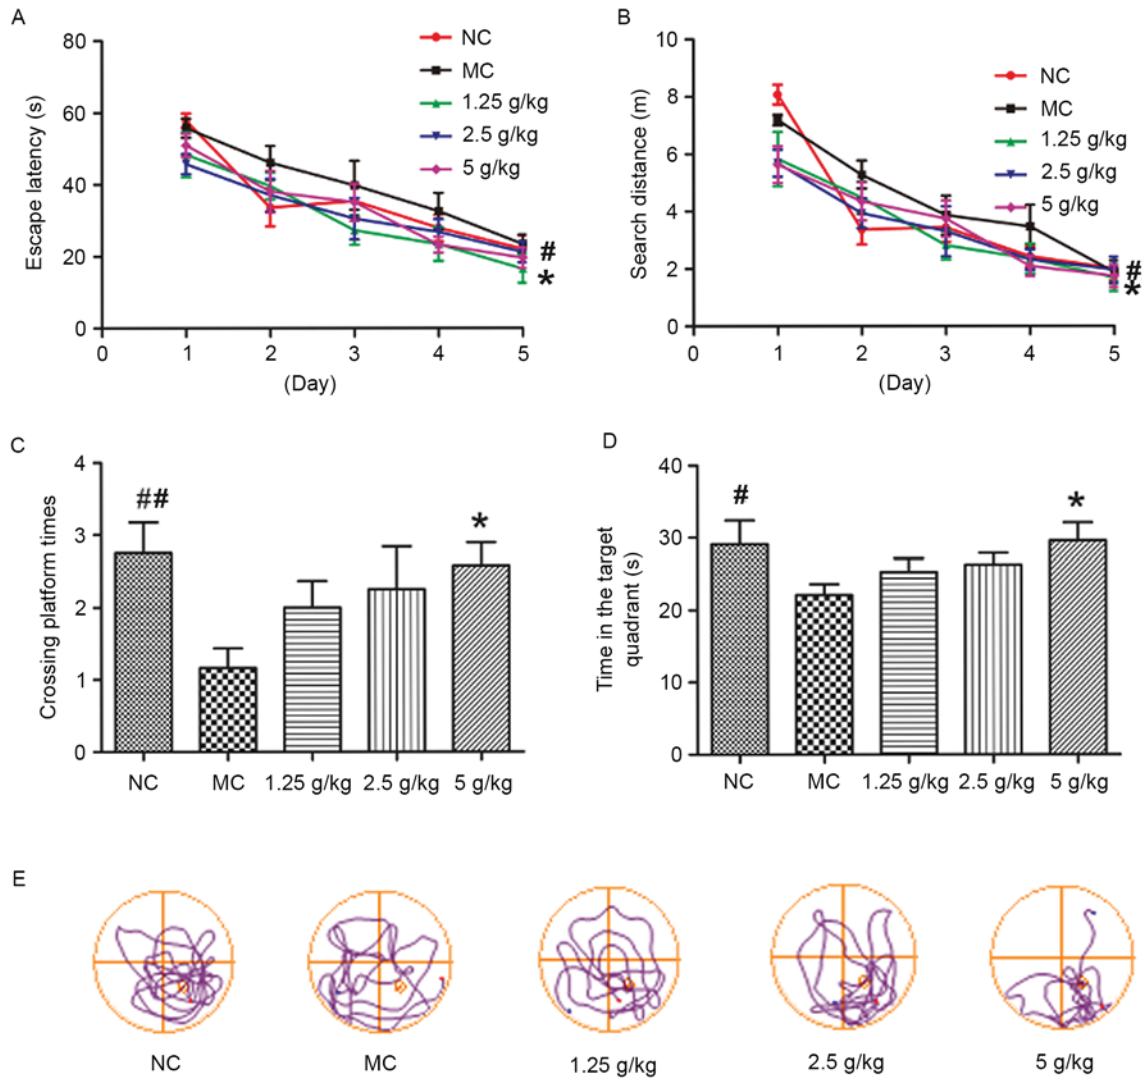 A
Escape latency (s)
80
60
40
20
0
0 1 2 3 4 5
(Day)
NC
MC
1.25 g/kg
2.5 g/kg
5 g/kg
#
*
B
Search distance (m)
10
8
6
4
2
0
0 1 2 3 4 5
(Day)
NC
MC
1.25 g/kg
2.5 g/kg
5 g/kg
#
*
C
Crossing platform times
4
3
2
1
0
##
*
NC MC 1.25 g/kg 2.5 g/kg 5 g/kg
D
Time in the target
quadrant (s)
40
30
20
10
0
#
*
NC MC 1.25 g/kg 2.5 g/kg 5 g/kg
E
NC MC 1.25 g/kg 2.5 g/kg 5 g/kg